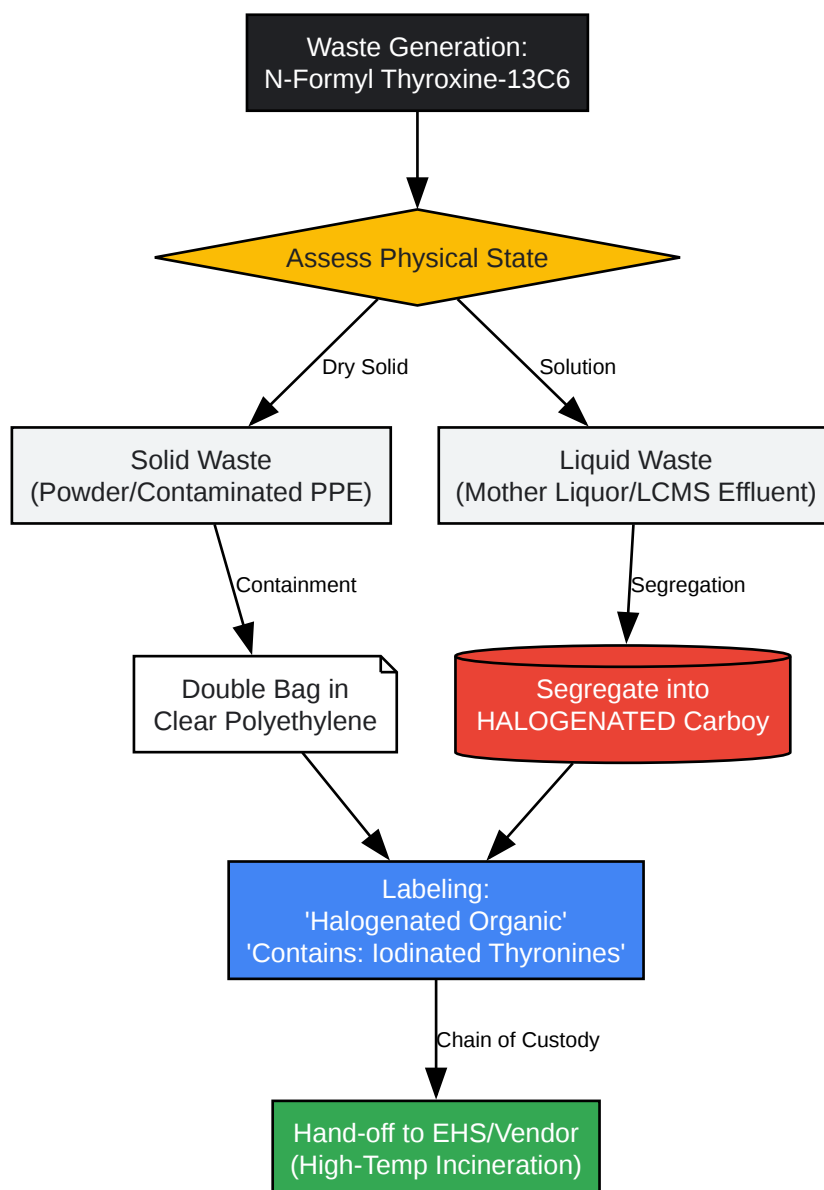 Waste Generation:
N-Formyl Thyroxine-13C6
Assess Physical State
Dry Solid
Solution
Solid Waste
(Powder/Contaminated PPE)
Liquid Waste
(Mother Liquor/LCMS Effluent)
Containment
Segregation
Double Bag in
Clear Polyethylene
Segregate into
HALOGENATED Carboy
Labeling:
'Halogenated Organic'
'Contains: Iodinated Thyronines'
Chain of Custody
Hand-off to EHS/Vendor
(High-Temp Incineration)